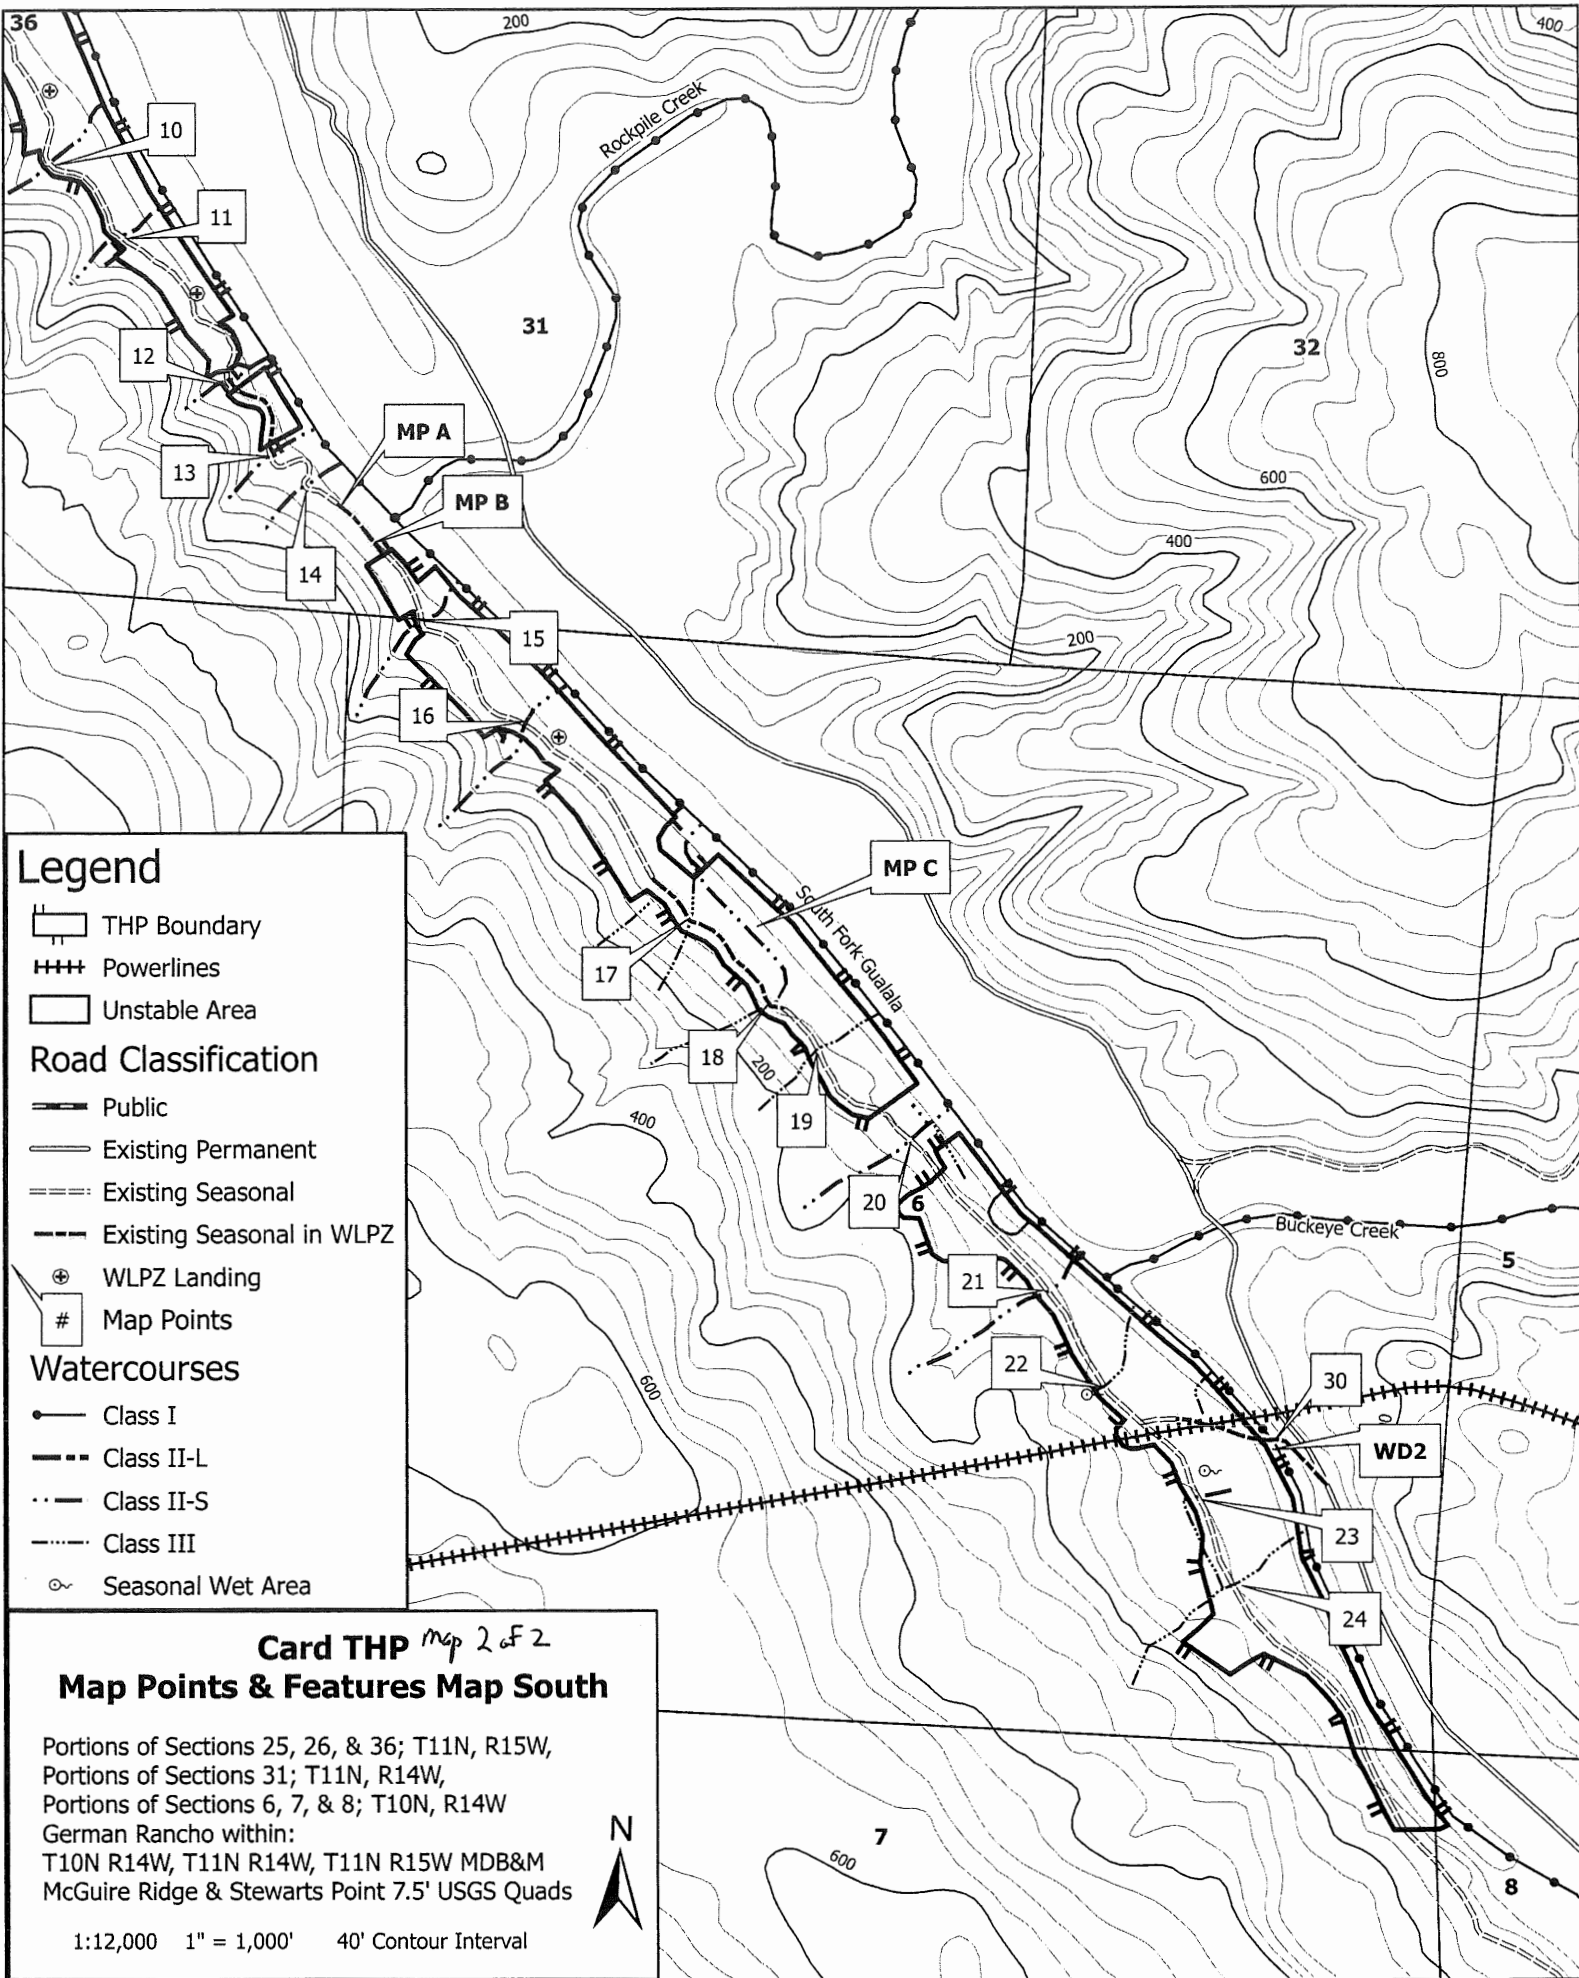 36
200
400
10
Rockpile Creek
11
31
32
800
12
MP A
13
600
MP B
400
14
15
200
16
MP C
South Fork Gualala
17
18
200
19
400
20
6
Buckeye Creek
5
21
22
30
600
0
WD2
23
24
7
600
8
Legend
THP Boundary
Powerlines
Unstable Area
Road Classification
Public
Existing Permanent
Existing Seasonal
Existing Seasonal in WLPZ
WLPZ Landing
# Map Points
Watercourses
Class I
Class II-L
Class II-S
Class III
Seasonal Wet Area
Card THP map 2 of 2
Map Points & Features Map South
Portions of Sections 25, 26, & 36; T11N, R15W,
Portions of Sections 31; T11N, R14W,
Portions of Sections 6, 7, & 8; T10N, R14W
German Rancho within:
T10N R14W, T11N R14W, T11N R15W MDB&M
McGuire Ridge & Stewarts Point 7.5' USGS Quads
1:12,000 1" = 1,000' 40' Contour Interval
N